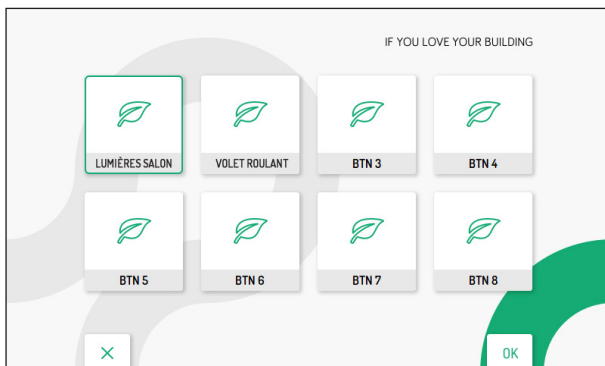 IF YOU LOVE YOUR BUILDING
LUMIÈRES SALON
VOLET ROULANT
BTN 3
BTN 4
BTN 5
BTN 6
BTN 7
BTN 8
OK